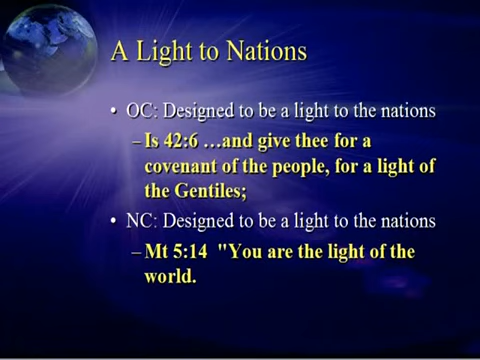 A Light to Nations
• OC: Designed to be a light to the nations
– Is 42:6 …and give thee for a
covenant of the people, for a light of
the Gentiles;
• NC: Designed to be a light to the nations
– Mt 5:14 "You are the light of the
world.